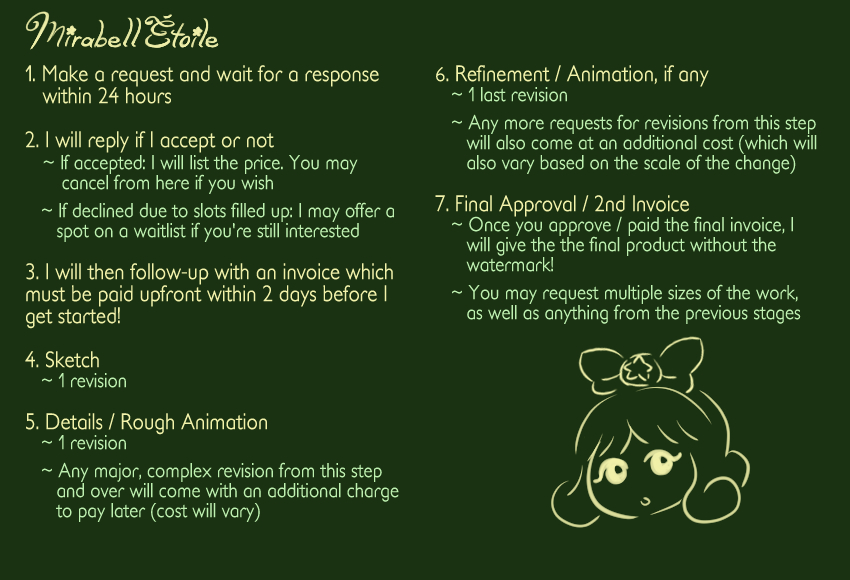 Mirabell Étoile
1. Make a request and wait for a response
within 24 hours
2. I will reply if I accept or not
~ If accepted: I will list the price. You may
cancel from here if you wish
~ If declined due to slots filled up: I may offer a
spot on a waitlist if you're still interested
3. I will then follow-up with an invoice which
must be paid upfront within 2 days before I
get started!
4. Sketch
~ 1 revision
5. Details / Rough Animation
~ 1 revision
~ Any major, complex revision from this step
and over will come with an additional charge
to pay later (cost will vary)
6. Refinement / Animation, if any
~ 1 last revision
~ Any more requests for revisions from this step
will also come at an additional cost (which will
also vary based on the scale of the change)
7. Final Approval / 2nd Invoice
~ Once you approve / paid the final invoice, I
will give the the final product without the
watermark!
~ You may request multiple sizes of the work,
as well as anything from the previous stages